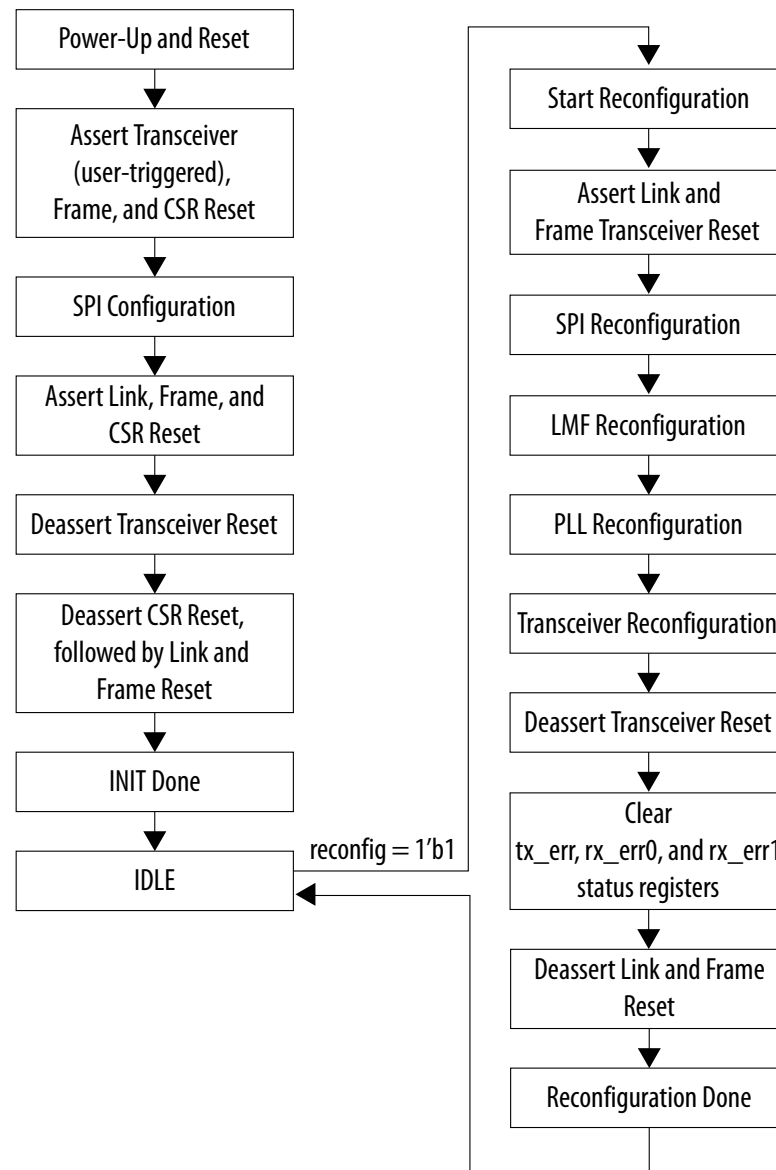 Power-Up and Reset
Assert Transceiver
(user-triggered),
Frame, and CSR Reset
SPI Configuration
Assert Link, Frame, and
CSR Reset
Deassert Transceiver Reset
Deassert CSR Reset,
followed by Link and
Frame Reset
INIT Done
IDLE
reconfig = 1’b1
Start Reconfiguration
Assert Link and
Frame Transceiver Reset
SPI Reconfiguration
LMF Reconfiguration
PLL Reconfiguration
Transceiver Reconfiguration
Deassert Transceiver Reset
Clear
tx_err, rx_err0, and rx_err1
status registers
Deassert Link and Frame
Reset
Reconfiguration Done